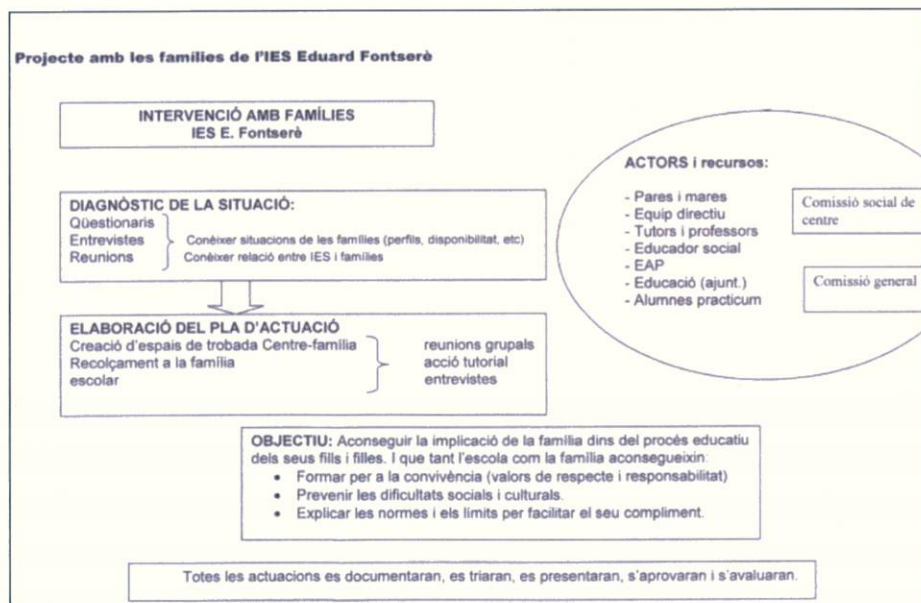 Projecte amb les famílies de l'IES Eduard Fontserè
INTERVENCIÓ AMB FAMÍLIES
IES E. Fontserè
DIAGNÒSTIC DE LA SITUACIÓ:
Qüestionaris
Entrevistes
Reunions
Conèixer situacions de les famílies (perfils, disponibilitat, etc)
Conèixer relació entre IES i famílies
ELABORACIÓ DEL PLA D'ACTUACIÓ
Creació d'espais de trobada Centre-família
Recolçament a la família
escolar
reunions grupals
acció tutorial
entrevistes
ACTORS i recursos:
- Pares i mares
- Equip directiu
- Tutors i professors
- Educador social
- EAP
- Educació (ajunt.)
- Alumnes practicum
Comissió social de
centre
Comissió general
OBJECTIU: Aconseguir la implicació de la família dins del procés educatiu
dels seus fills i filles. I que tant l'escola com la família aconsegueixin:
• Formar per a la convivència (valors de respecte i responsabilitat)
• Prevenir les dificultats socials i culturals.
• Explicar les normes i els límits per facilitar el seu compliment.
Totes les actuacions es documentaran, es triaran, es presentaran, s'aprovaran i s'avaluaran.